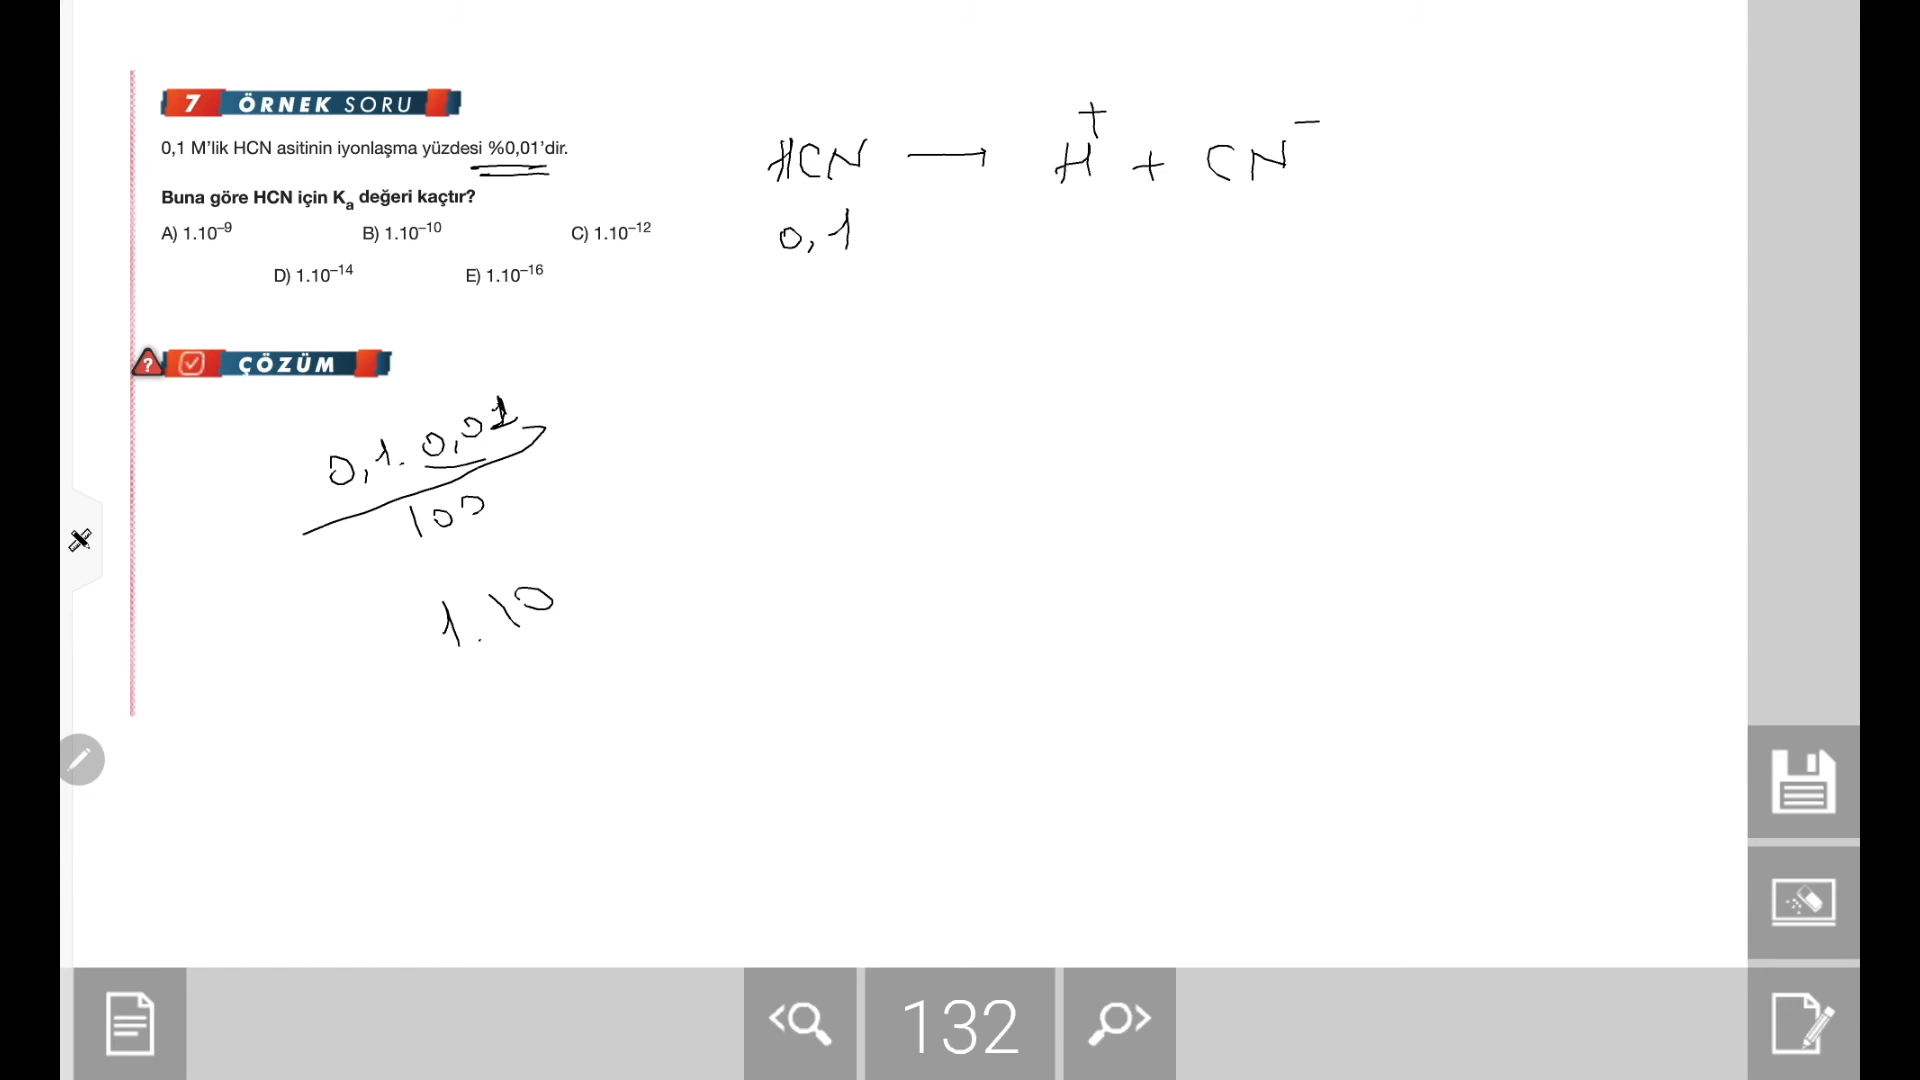 7 ÖRNEK SORU
0,1 M’lik HCN asitinin iyonlaşma yüzdesi %0,01’dir.
Buna göre HCN için Kₐ değeri kaçtır?
A) 1.10⁻⁹ B) 1.10⁻¹⁰ C) 1.10⁻¹²
D) 1.10⁻¹⁴ E) 1.10⁻¹⁶
? ÇÖZÜM
0,1. 0,01
100
1.10
HCN → H⁺ + CN⁻
0,1
132